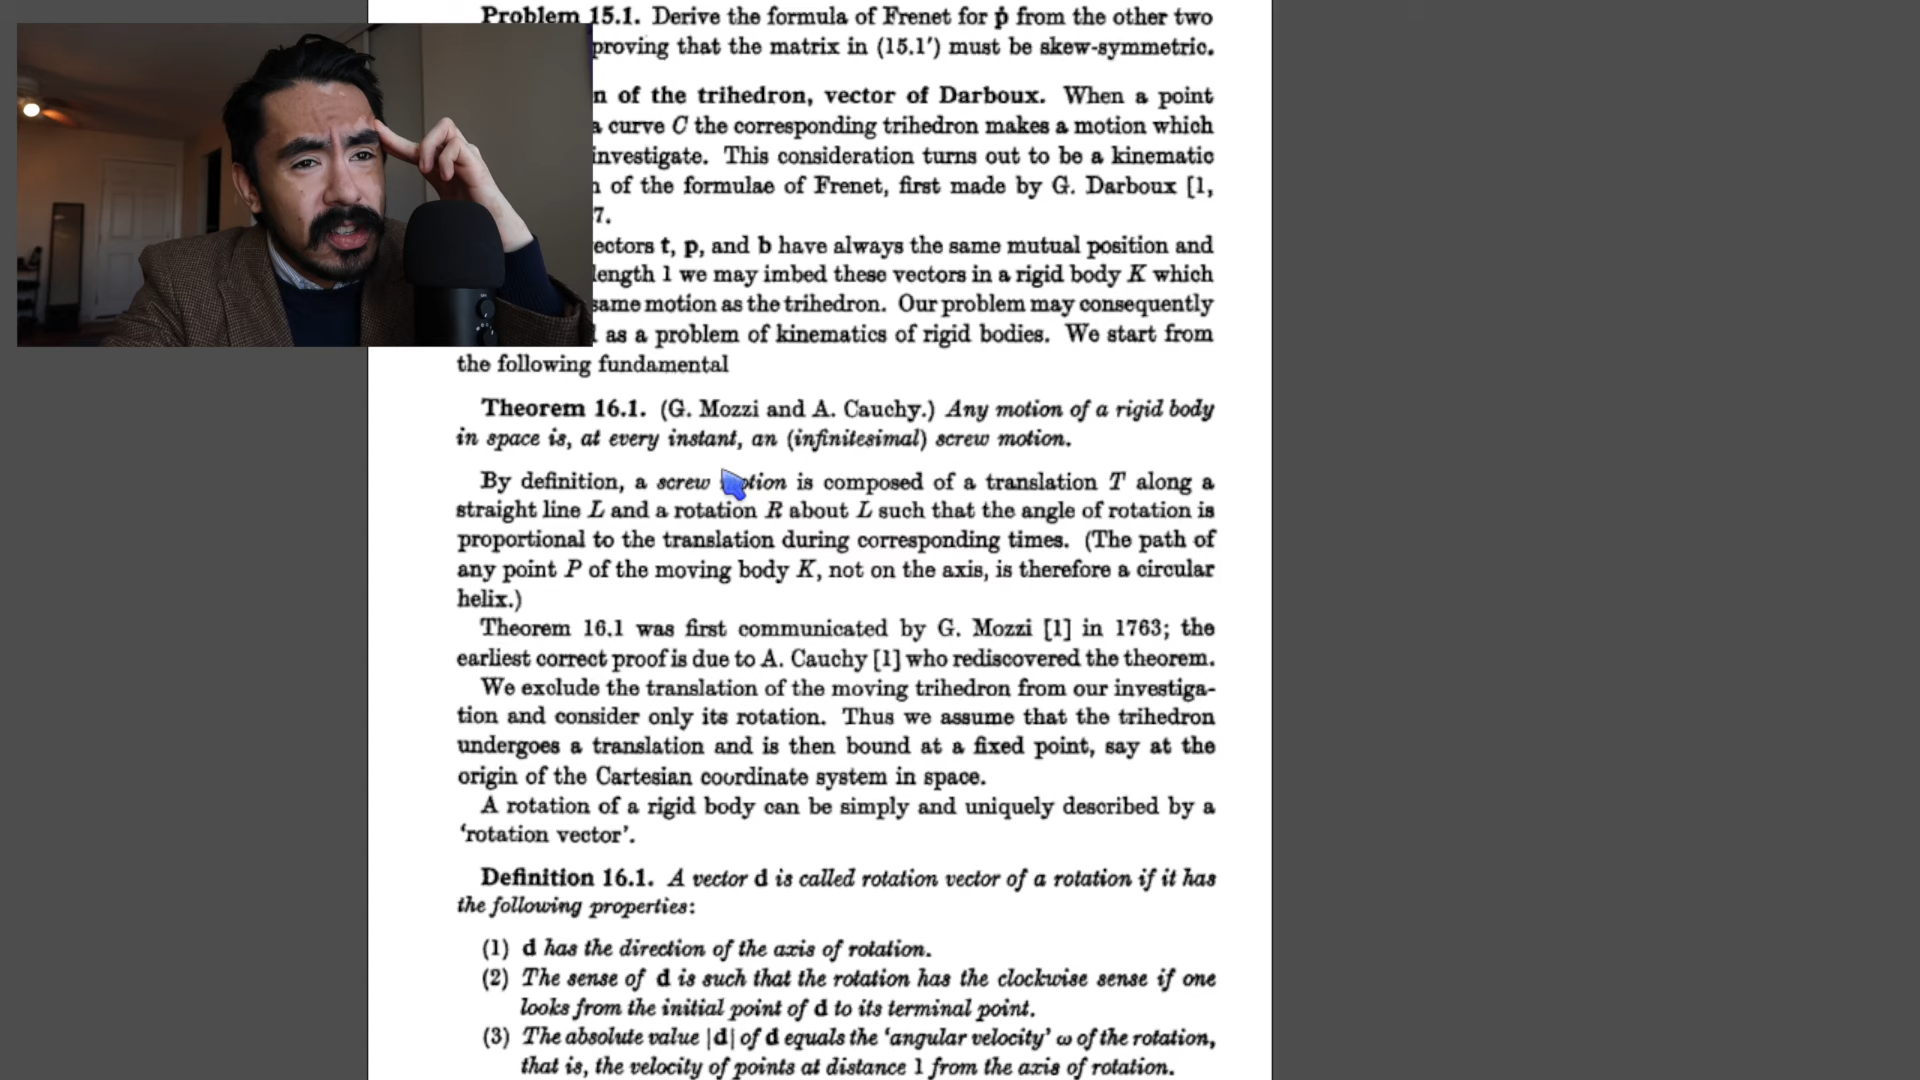 Problem 15.1. Derive the formula of Frenet for ṗ from the other two
proving that the matrix in (15.1′) must be skew-symmetric.
n of the trihedron, vector of Darboux. When a point
a curve C the corresponding trihedron makes a motion which
investigate. This consideration turns out to be a kinematic
n of the formulae of Frenet, first made by G. Darboux [1,
7.
ectors t, p, and b have always the same mutual position and
length 1 we may imbed these vectors in a rigid body K which
same motion as the trihedron. Our problem may consequently
as a problem of kinematics of rigid bodies. We start from
the following fundamental
Theorem 16.1. (G. Mozzi and A. Cauchy.) Any motion of a rigid body
in space is, at every instant, an (infinitesimal) screw motion.
By definition, a screw motion is composed of a translation T along a
straight line L and a rotation R about L such that the angle of rotation is
proportional to the translation during corresponding times. (The path of
any point P of the moving body K, not on the axis, is therefore a circular
helix.)
Theorem 16.1 was first communicated by G. Mozzi [1] in 1763; the
earliest correct proof is due to A. Cauchy [1] who rediscovered the theorem.
We exclude the translation of the moving trihedron from our investiga-
tion and consider only its rotation. Thus we assume that the trihedron
undergoes a translation and is then bound at a fixed point, say at the
origin of the Cartesian coordinate system in space.
A rotation of a rigid body can be simply and uniquely described by a
‘rotation vector’.
Definition 16.1. A vector d is called rotation vector of a rotation if it has
the following properties:
(1) d has the direction of the axis of rotation.
(2) The sense of d is such that the rotation has the clockwise sense if one
looks from the initial point of d to its terminal point.
(3) The absolute value |d| of d equals the ‘angular velocity’ ω of the rotation,
that is, the velocity of points at distance 1 from the axis of rotation.